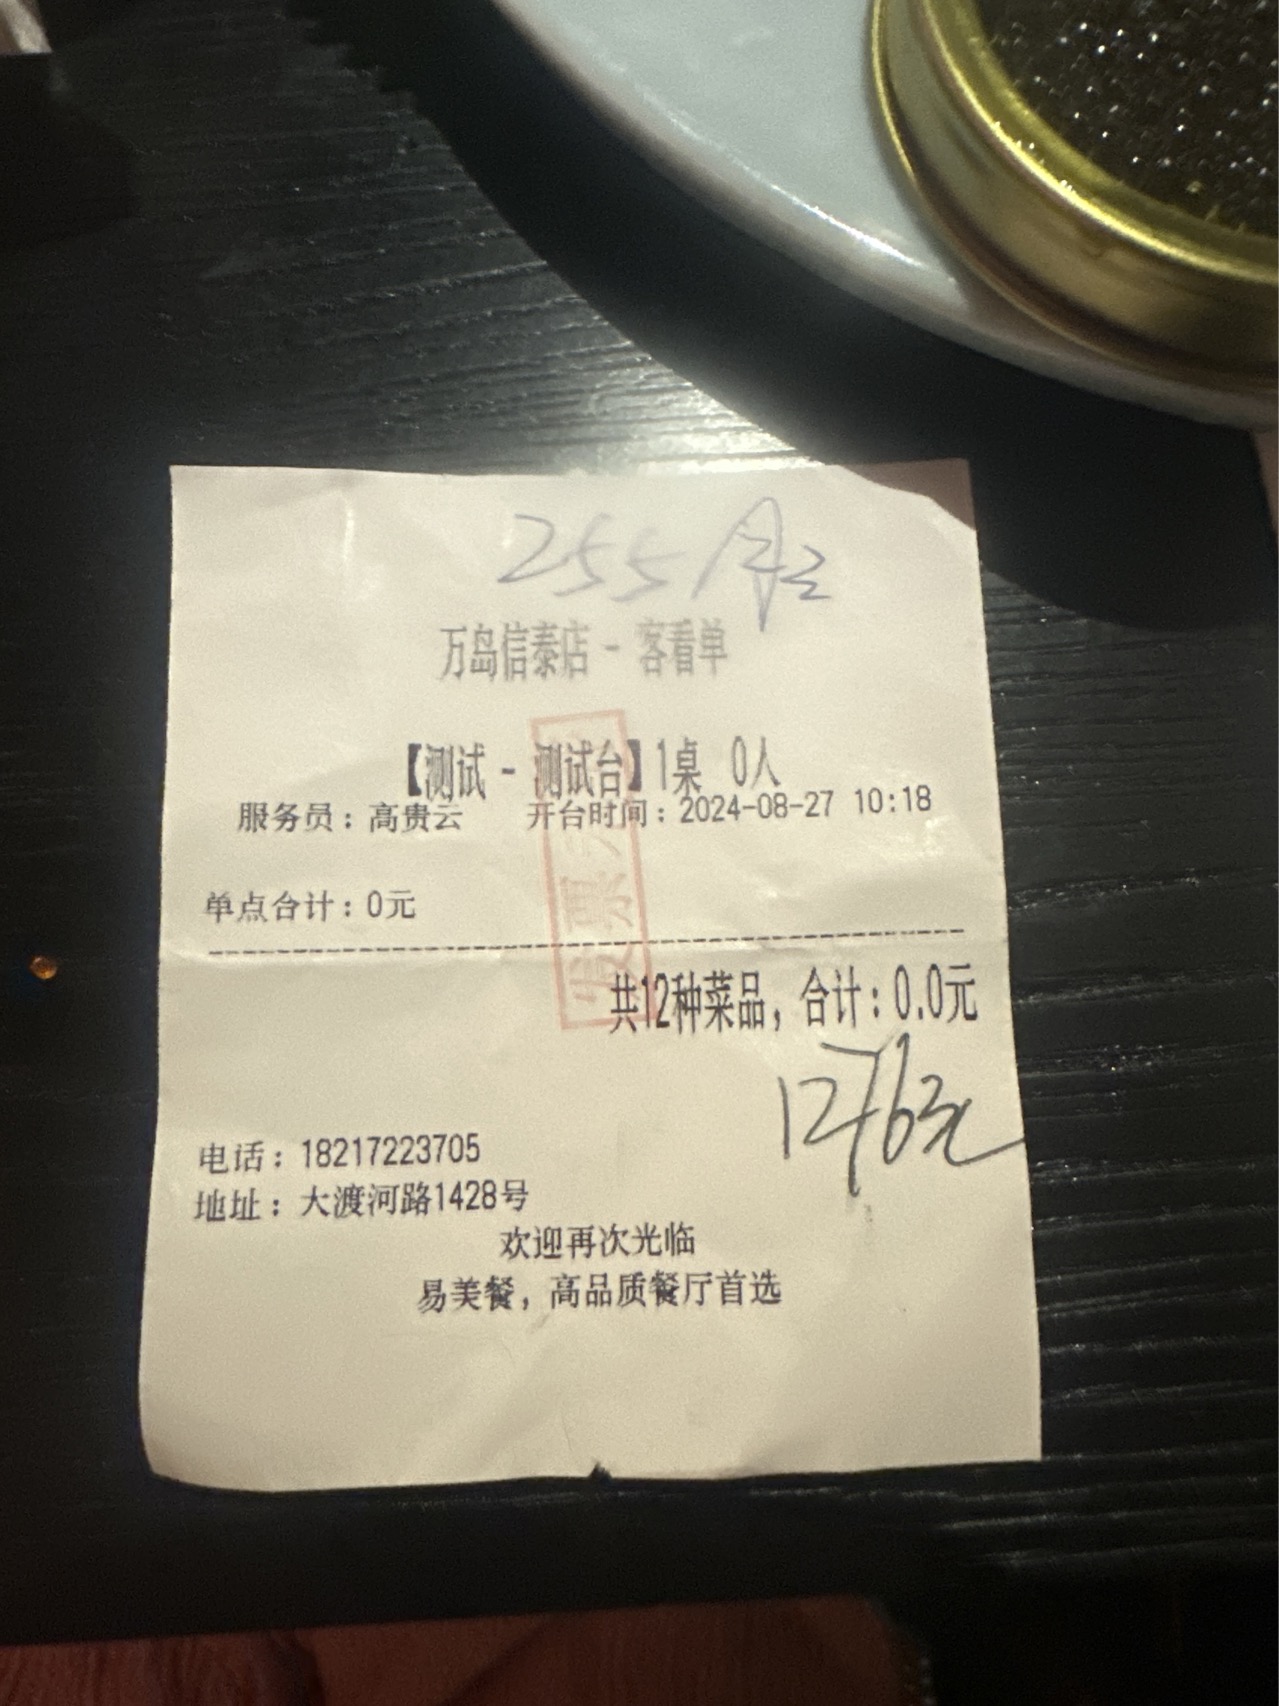 255/位
万岛信泰店 - 客看单
【测试 - 测试台】1桌 0人
服务员：高贵云 开台时间：2024-08-27 10:18
单点合计：0元
共12种菜品，合计：0.0元
1276元
电话：18217223705
地址：大渡河路1428号
欢迎再次光临
易美餐，高品质餐厅首选